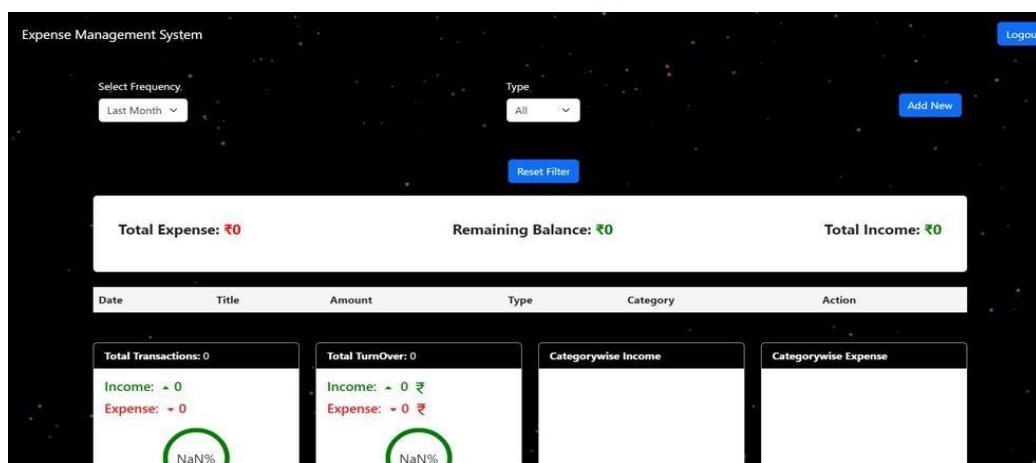 Expense Management System
Logou
Select Frequency
Type
Last Month
All
Add New
Reset Filter
Total Expense: ₹0
Remaining Balance: ₹0
Total Income: ₹0
Date Title Amount Type Category Action
Total Transactions: 0
Income: 0
Expense: 0
NaN%
Total TurnOver: 0
Income: 0 ₹
Expense: 0 ₹
NaN%
Categorywise Income
Categorywise Expense